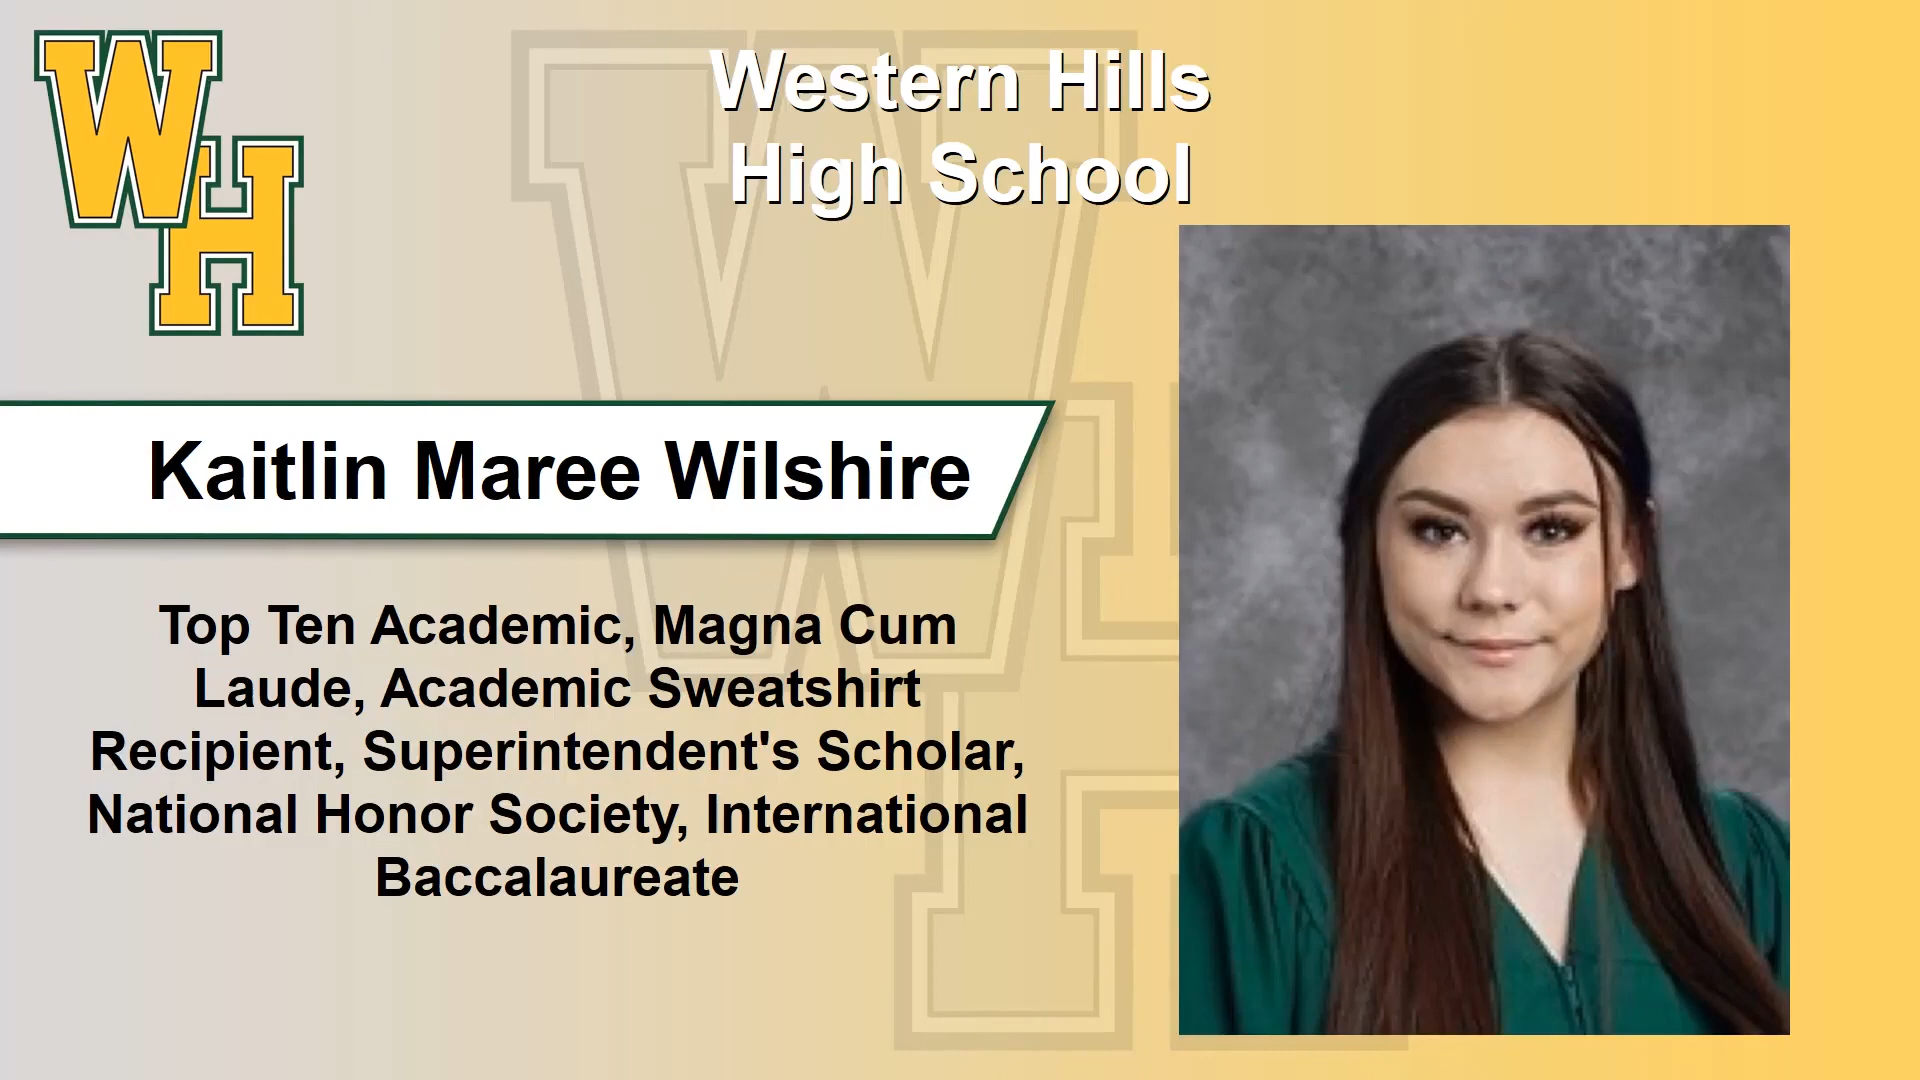 WH
Western Hills
High School
Kaitlin Maree Wilshire
Top Ten Academic, Magna Cum
Laude, Academic Sweatshirt
Recipient, Superintendent's Scholar,
National Honor Society, International
Baccalaureate